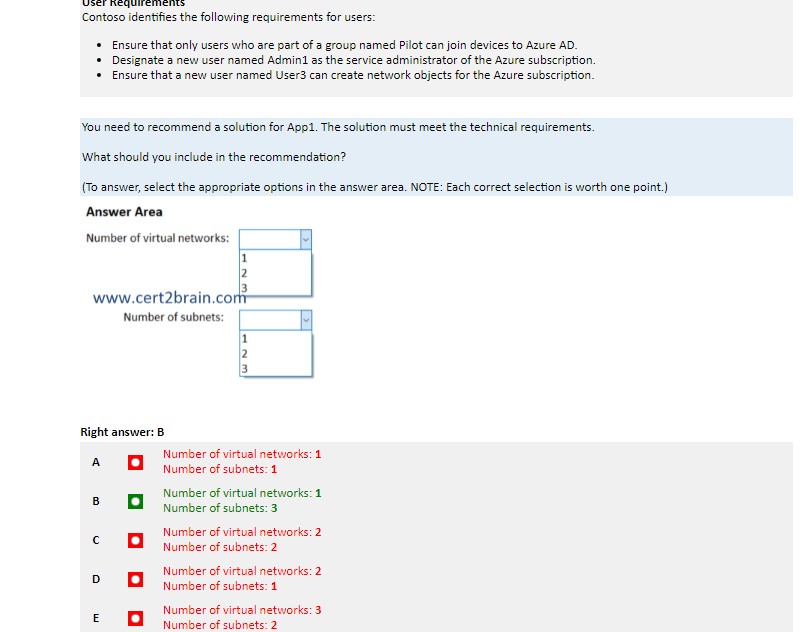 User Requirements
Contoso identifies the following requirements for users:
• Ensure that only users who are part of a group named Pilot can join devices to Azure AD.
• Designate a new user named Admin1 as the service administrator of the Azure subscription.
• Ensure that a new user named User3 can create network objects for the Azure subscription.
You need to recommend a solution for App1. The solution must meet the technical requirements.
What should you include in the recommendation?
(To answer, select the appropriate options in the answer area. NOTE: Each correct selection is worth one point.)
Answer Area
Number of virtual networks:
1
2
3
www.cert2brain.com
Number of subnets:
1
2
3
Right answer: B
A
Number of virtual networks: 1
Number of subnets: 1
B
Number of virtual networks: 1
Number of subnets: 3
C
Number of virtual networks: 2
Number of subnets: 2
D
Number of virtual networks: 2
Number of subnets: 1
E
Number of virtual networks: 3
Number of subnets: 2